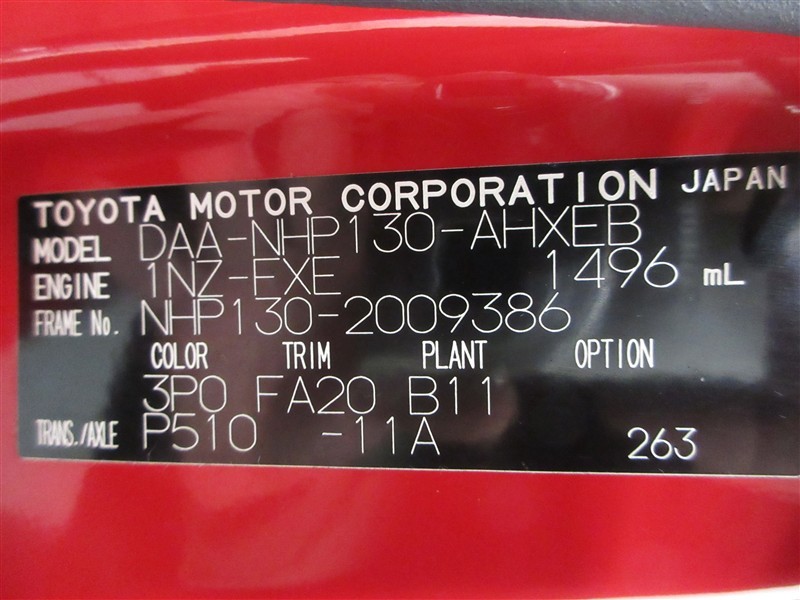 TOYOTA MOTOR CORPORATION JAPAN
MODEL DAA-NHP130-AHXEB
ENGINE 1NZ-FXE 1496 mL
FRAME No. NHP130-2009386
COLOR TRIM PLANT OPTION
3P0 FA20 B11
TRANS./AXLE P510 -11A 263